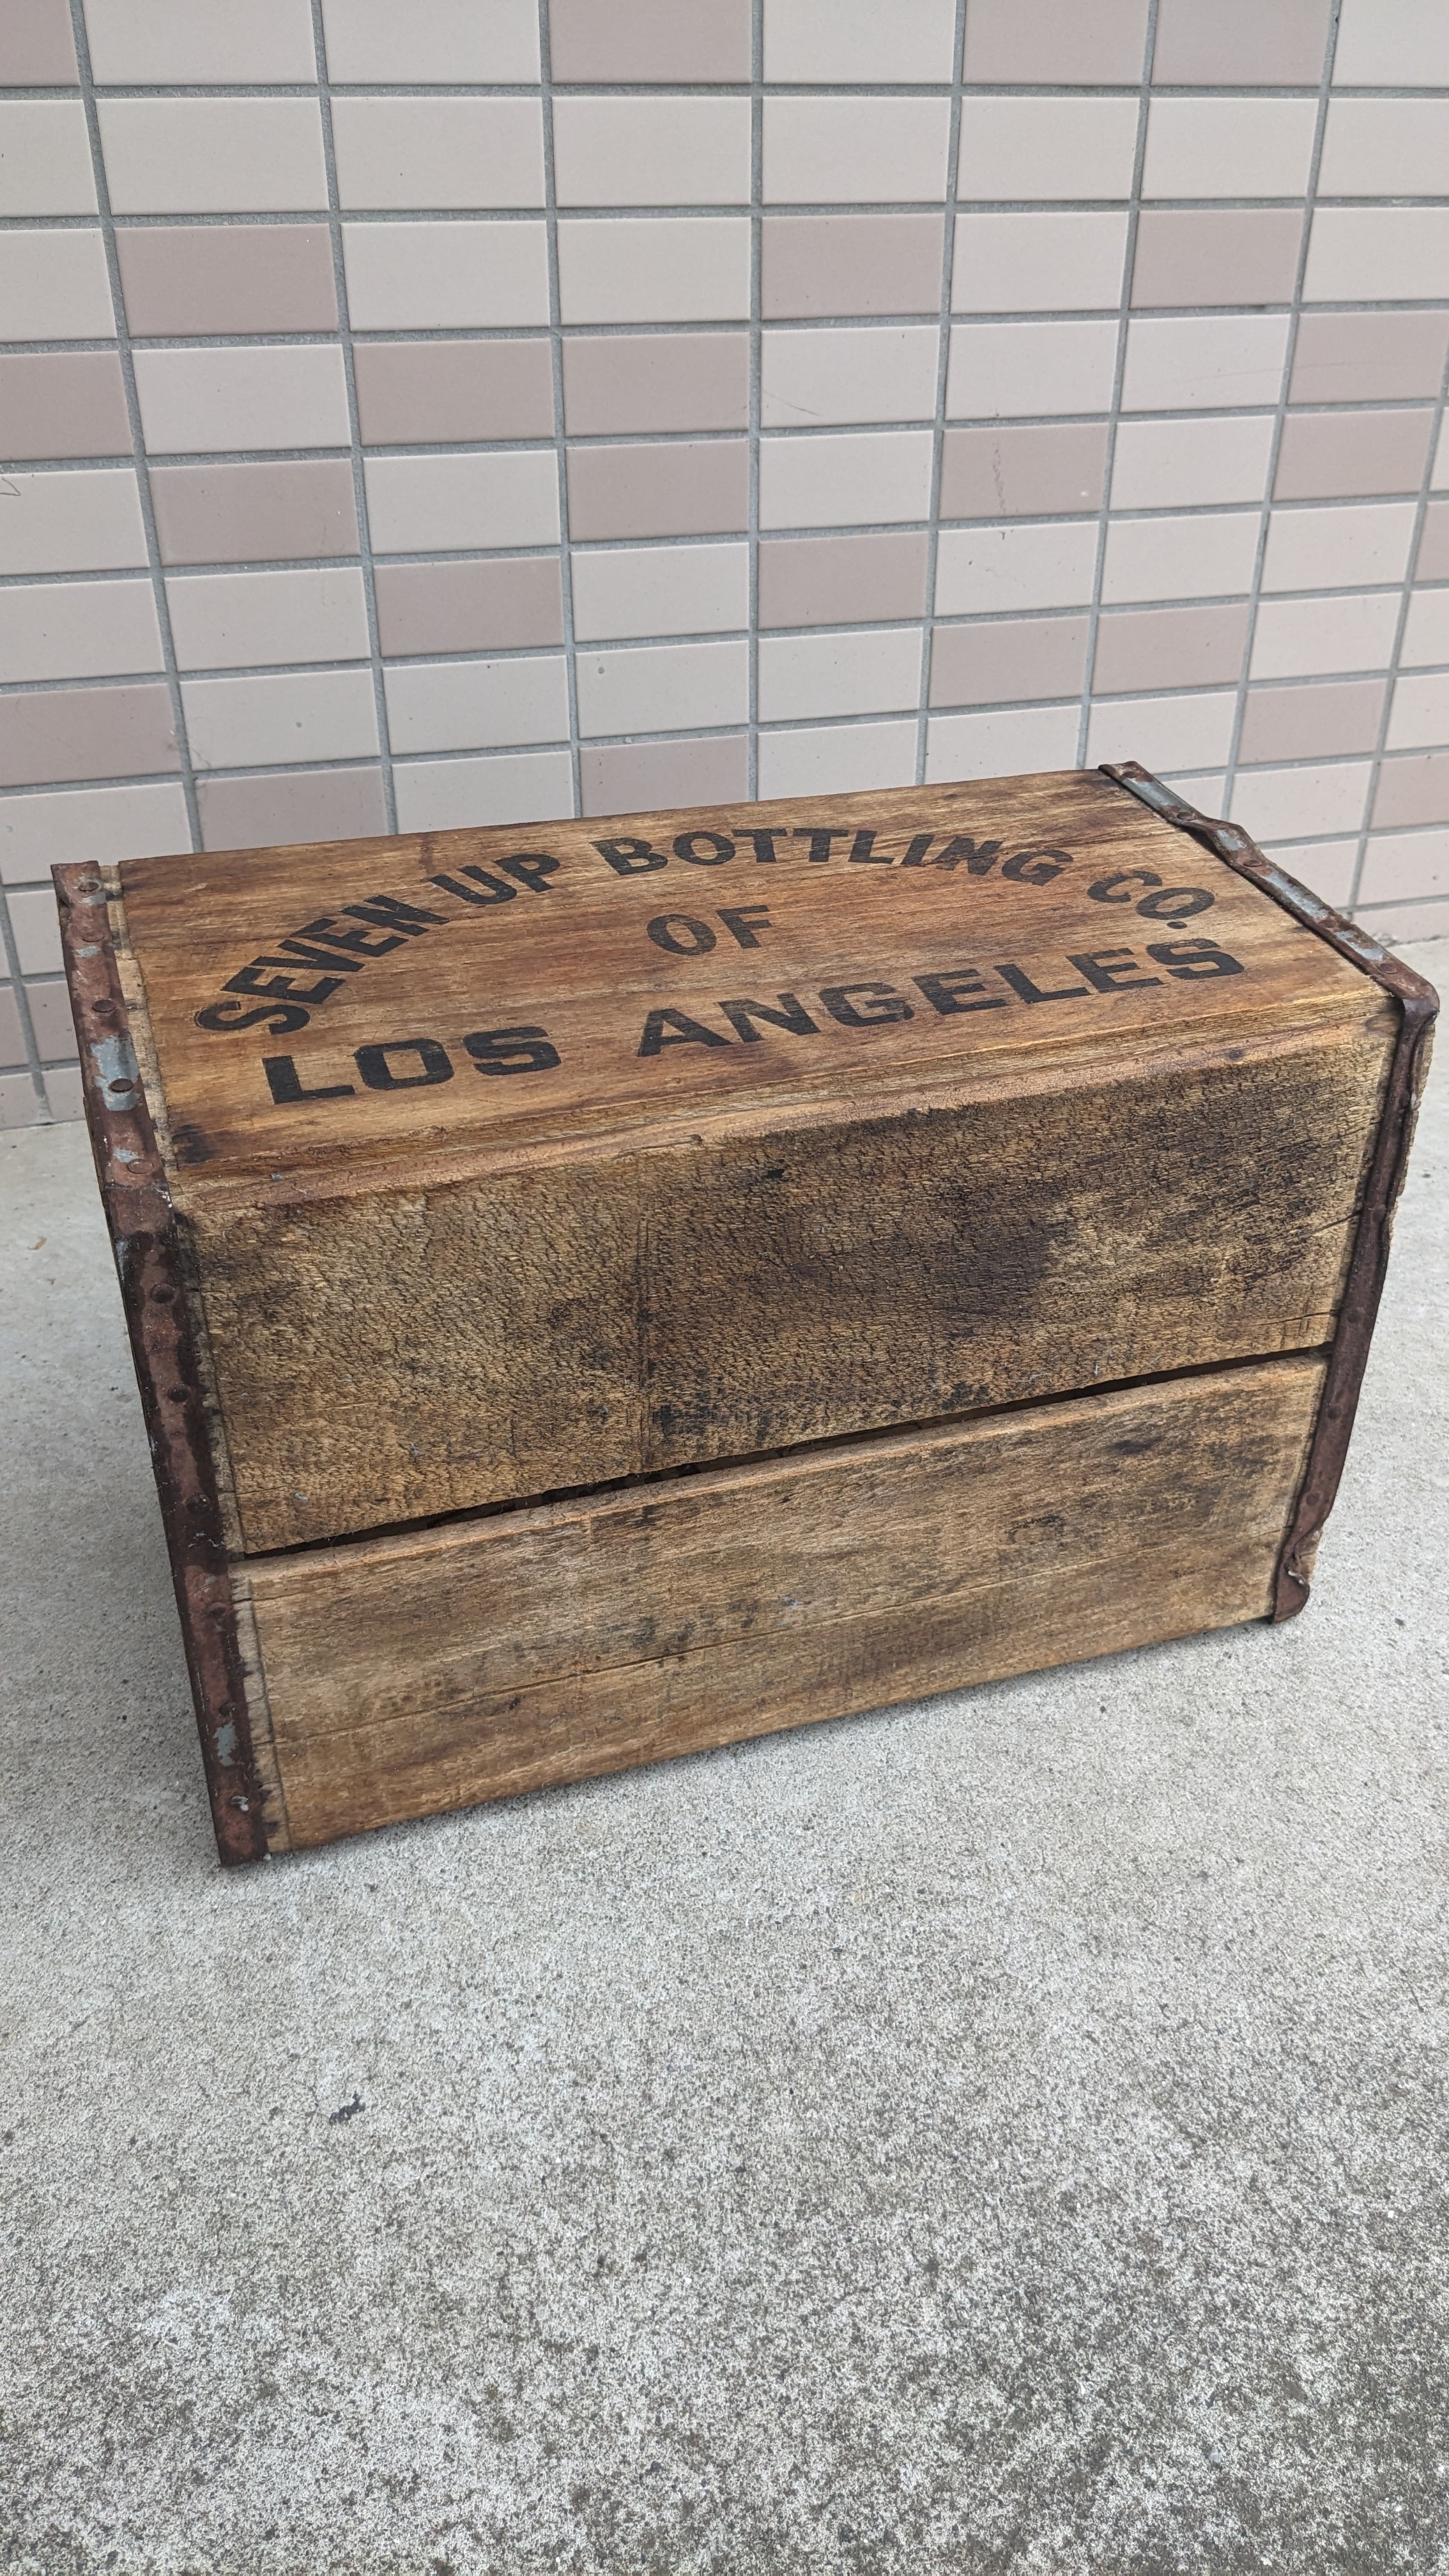 SEVEN UP BOTTLING CO.
OF
LOS ANGELES